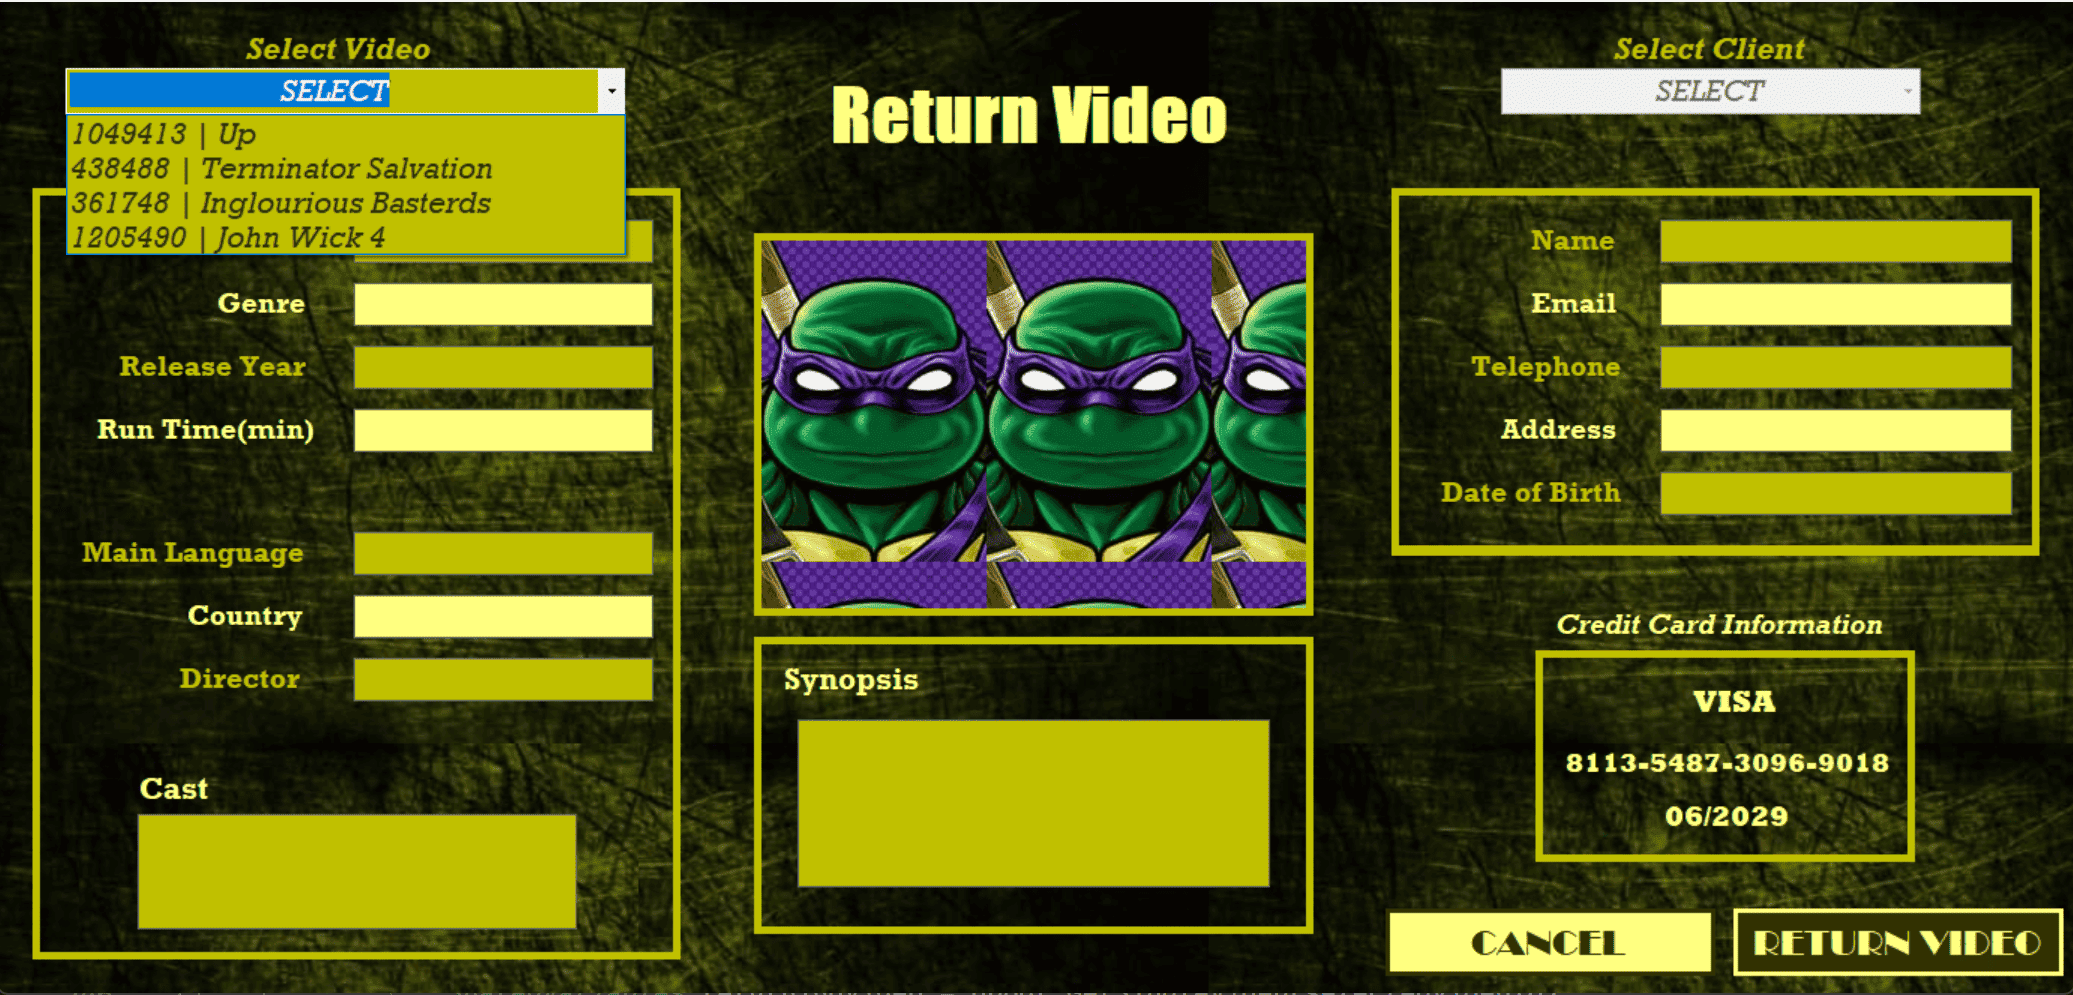 Select Video
SELECT
1049413 | Up
438488 | Terminator Salvation
361748 | Inglourious Basterds
1205490 | John Wick 4
Genre
Release Year
Run Time(min)
Main Language
Country
Director
Cast
Return Video
Synopsis
Select Client
SELECT
Name
Email
Telephone
Address
Date of Birth
Credit Card Information
VISA
8113-5487-3096-9018
06/2029
CANCEL
RETURN VIDEO